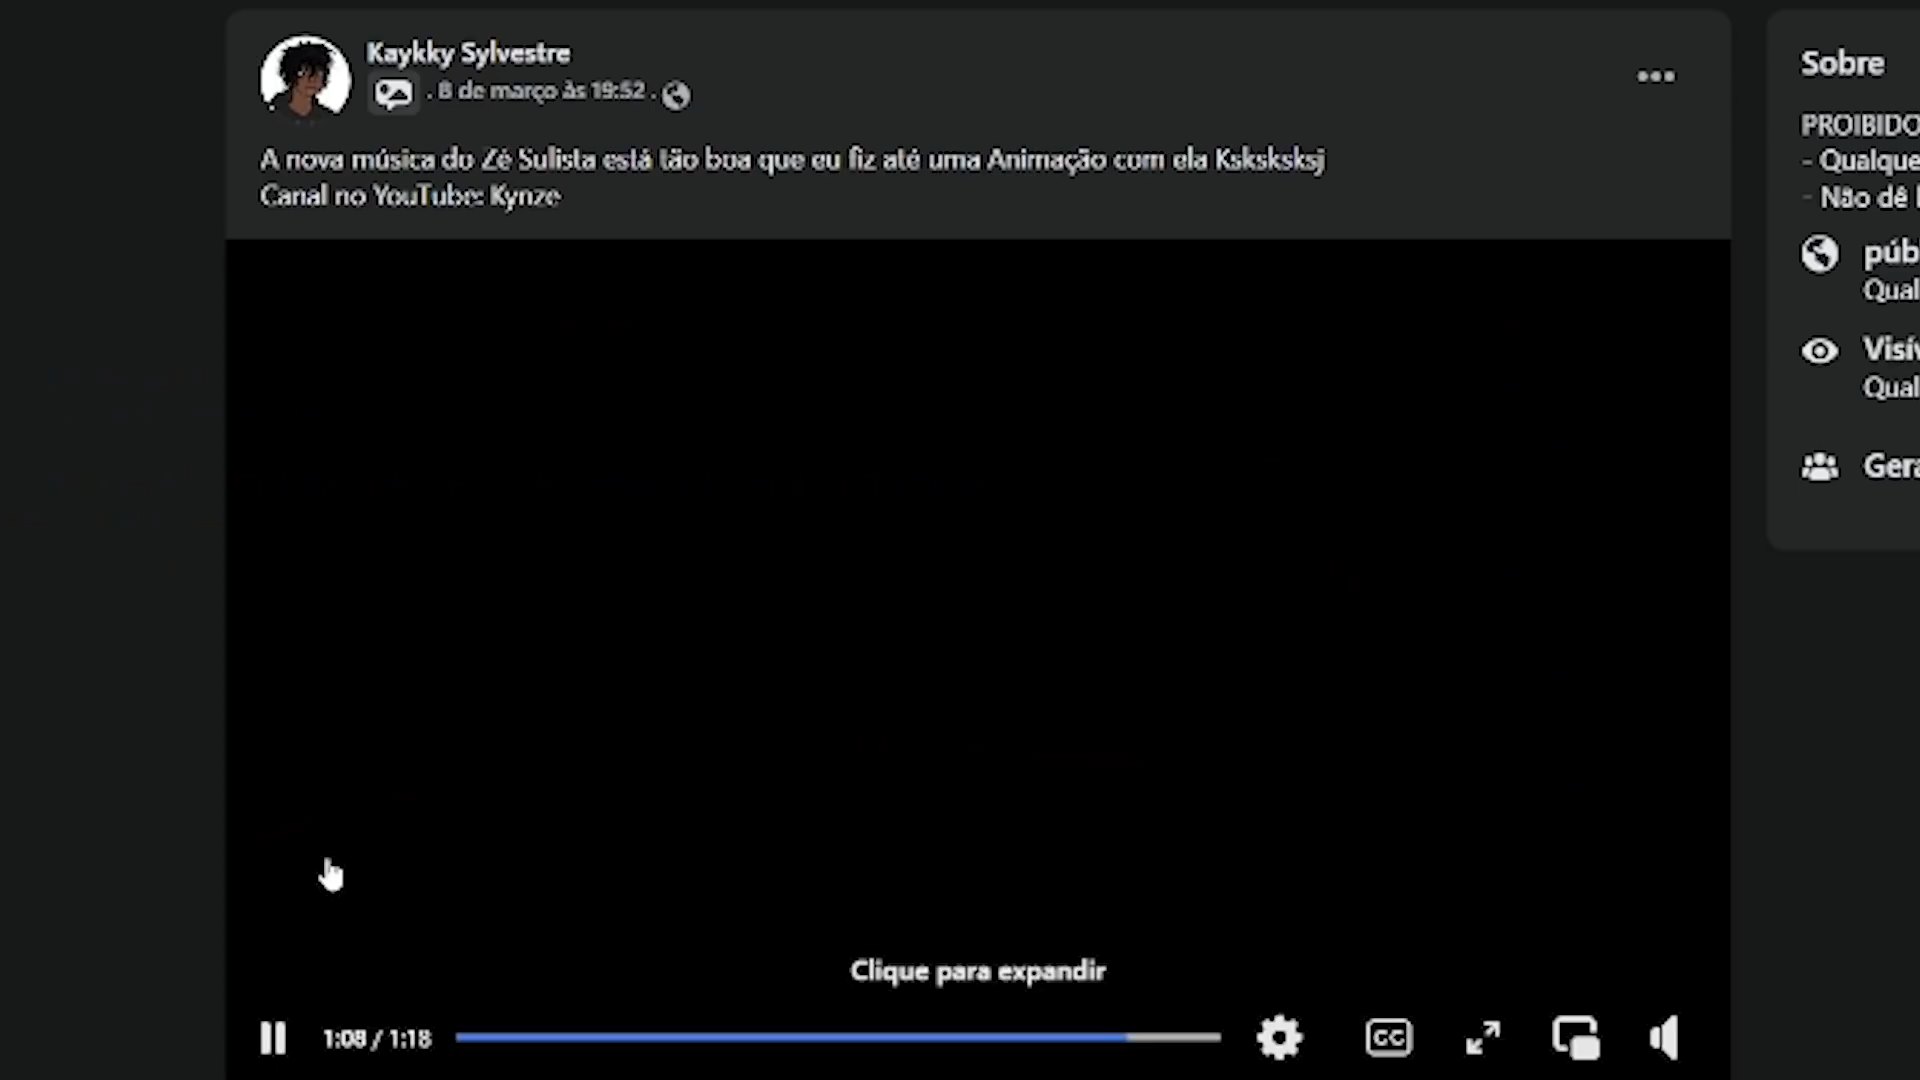 Kaykky Sylvestre
. 8 de março às 19:52 .
A nova música do Zé Sulista está tão boa que eu fiz até uma Animação com ela Ksksksksj
Canal no YouTube: Kynze
Clique para expandir
1:08 / 1:18
CC
Sobre
PROIBIDO
- Qualque
- Não dê
púb
Qual
Visív
Qual
Gera